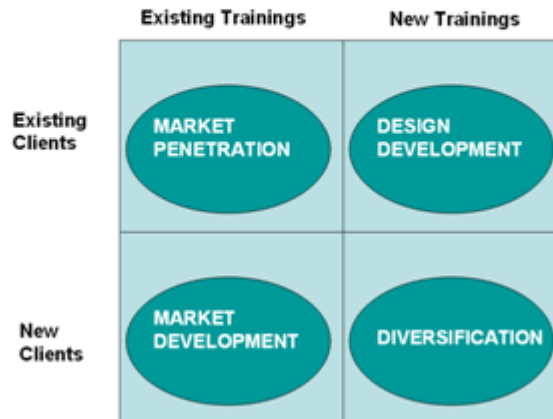 Existing Trainings New Trainings
Existing
Clients
MARKET
PENETRATION
DESIGN
DEVELOPMENT
New
Clients
MARKET
DEVELOPMENT
DIVERSIFICATION